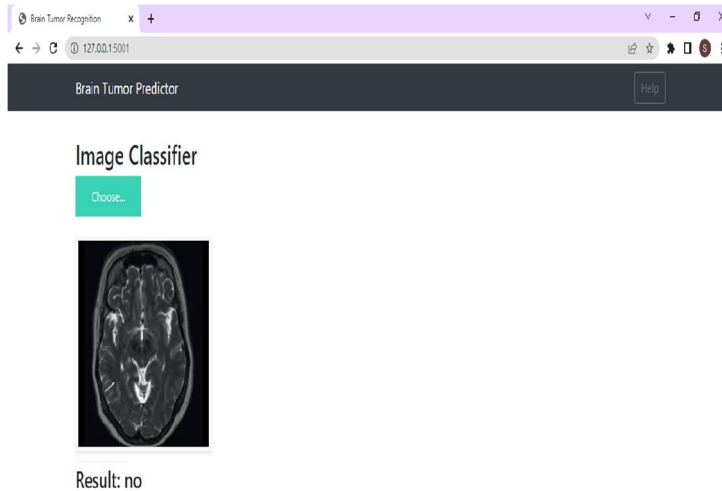 Brain Tumor Recognition
127.0.0.1:5001
Brain Tumor Predictor
Help
Image Classifier
Choose...
Result: no